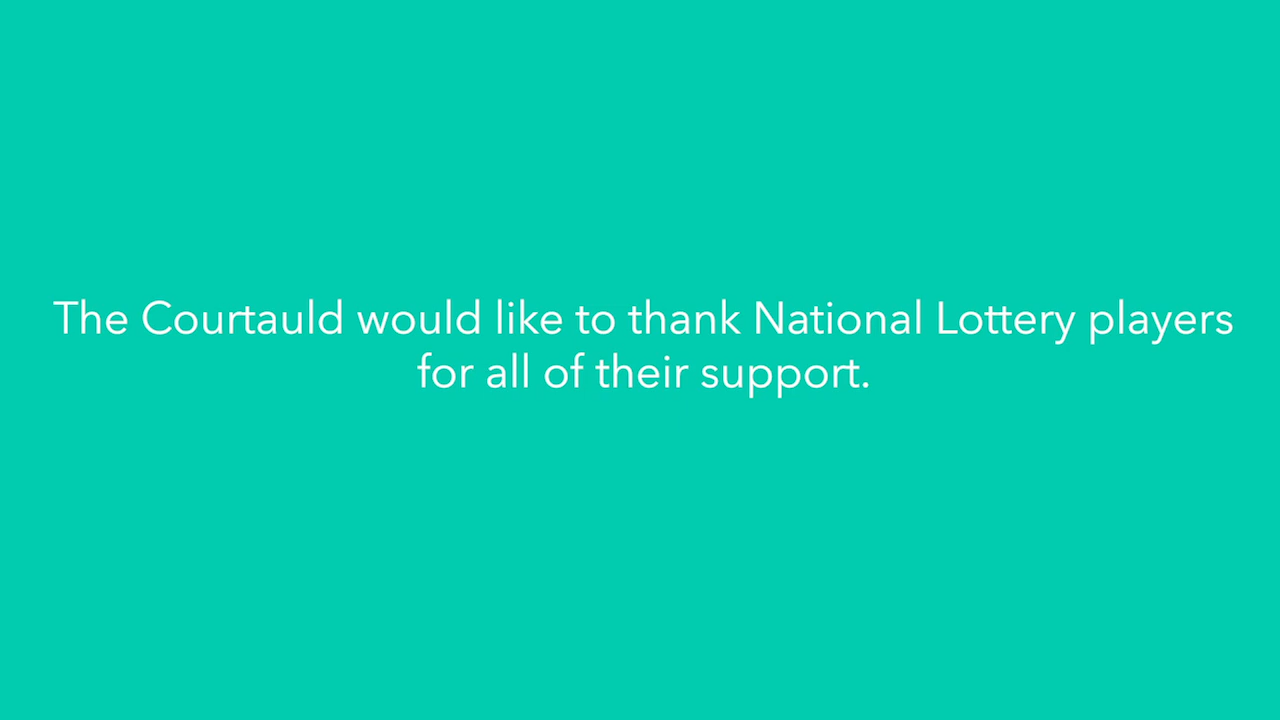 The Courtauld would like to thank National Lottery players
for all of their support.